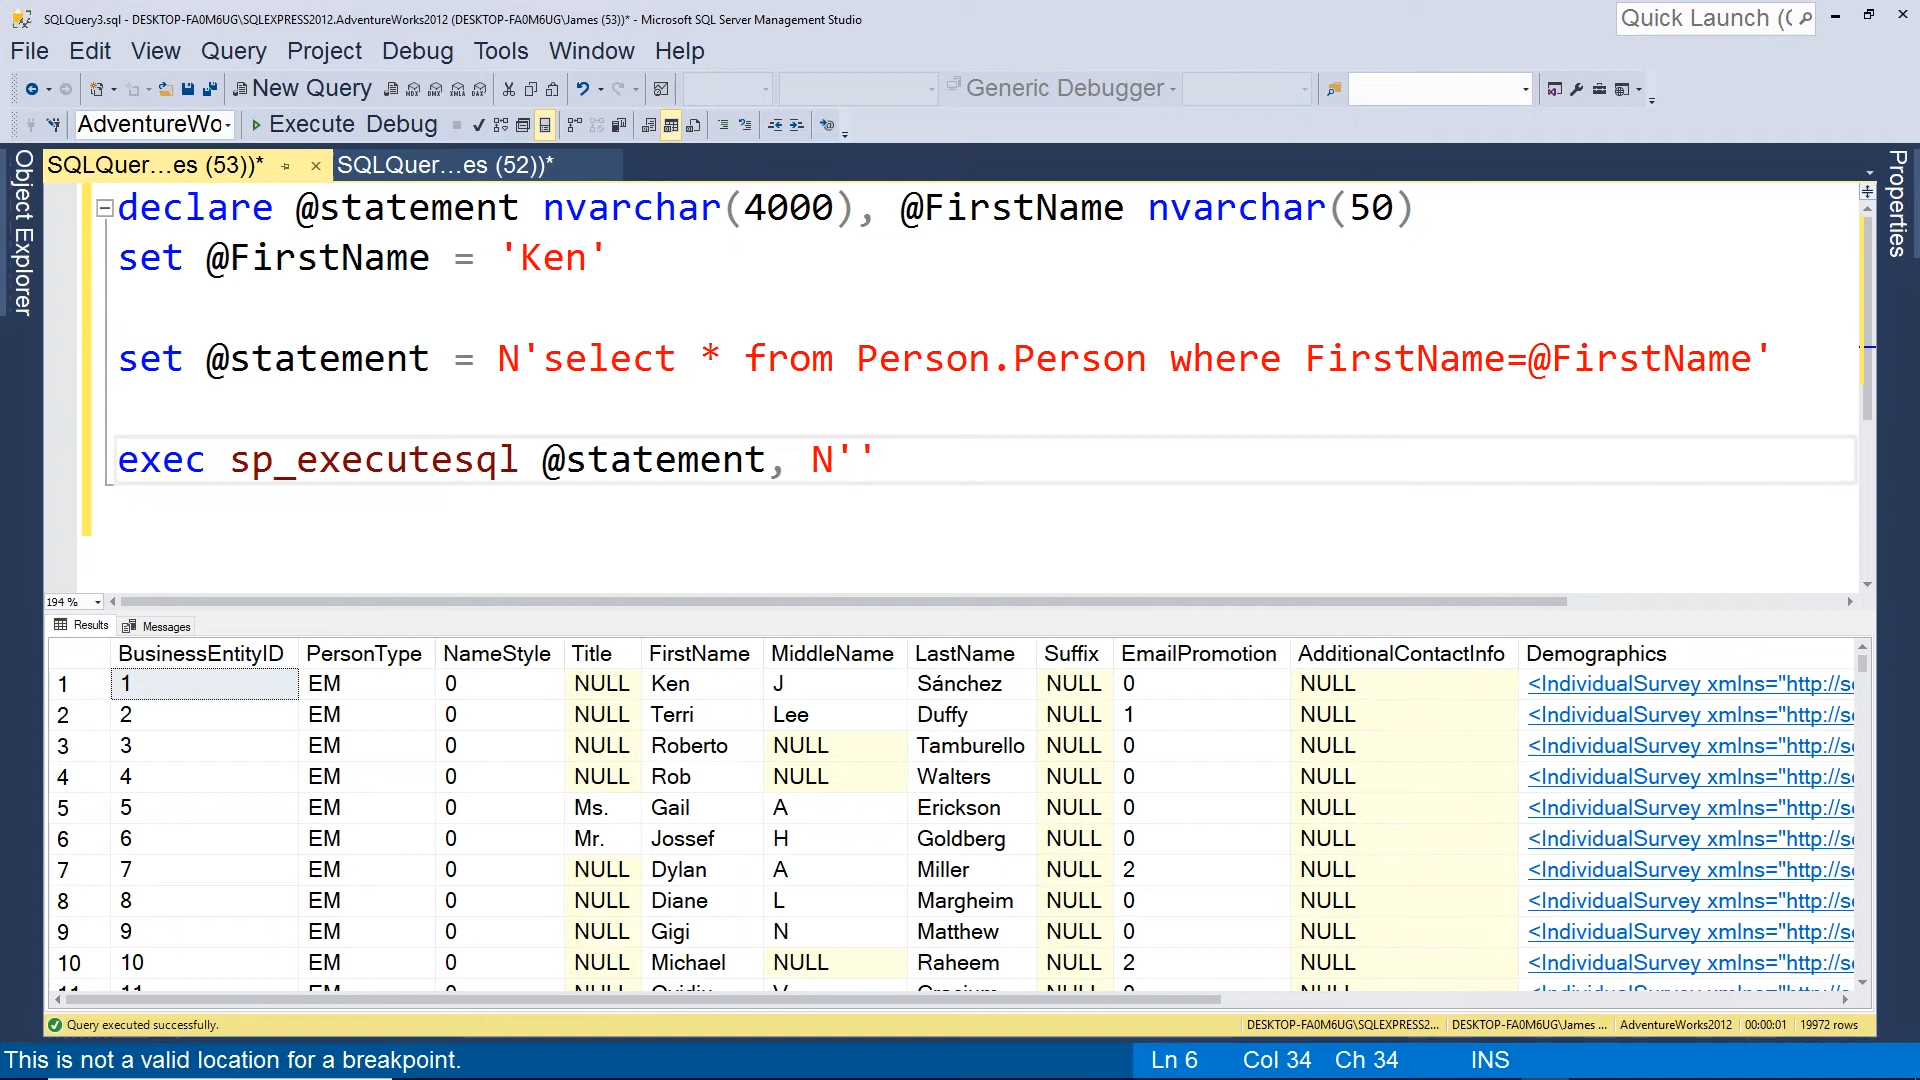 SQLQuery3.sql - DESKTOP-FA0M6UG\SQLEXPRESS2012.AdventureWorks2012 (DESKTOP-FA0M6UG\James (53))* - Microsoft SQL Server Management Studio
Quick Launch (C
File Edit View Query Project Debug Tools Window Help
New Query MDX DMX XMLA DAX Generic Debugger
AdventureWo Execute Debug
SQLQuer...es (53))* SQLQuer...es (52))*
Object Explorer
Properties
declare @statement nvarchar(4000), @FirstName nvarchar(50)
set @FirstName = 'Ken'
set @statement = N'select * from Person.Person where FirstName=@FirstName'
exec sp_executesql @statement, N''
194 %
Results Messages
BusinessEntityID PersonType NameStyle Title FirstName MiddleName LastName Suffix EmailPromotion AdditionalContactInfo Demographics
1 1 EM 0 NULL Ken J Sánchez NULL 0 NULL <IndividualSurvey xmlns="http://s
2 2 EM 0 NULL Terri Lee Duffy NULL 1 NULL <IndividualSurvey xmlns="http://s
3 3 EM 0 NULL Roberto NULL Tamburello NULL 0 NULL <IndividualSurvey xmlns="http://s
4 4 EM 0 NULL Rob NULL Walters NULL 0 NULL <IndividualSurvey xmlns="http://s
5 5 EM 0 Ms. Gail A Erickson NULL 0 NULL <IndividualSurvey xmlns="http://s
6 6 EM 0 Mr. Jossef H Goldberg NULL 0 NULL <IndividualSurvey xmlns="http://s
7 7 EM 0 NULL Dylan A Miller NULL 2 NULL <IndividualSurvey xmlns="http://s
8 8 EM 0 NULL Diane L Margheim NULL 0 NULL <IndividualSurvey xmlns="http://s
9 9 EM 0 NULL Gigi N Matthew NULL 0 NULL <IndividualSurvey xmlns="http://s
10 10 EM 0 NULL Michael NULL Raheem NULL 2 NULL <IndividualSurvey xmlns="http://s
Query executed successfully. DESKTOP-FA0M6UG\SQLEXPRESS2... DESKTOP-FA0M6UG\James ... AdventureWorks2012 00:00:01 19972 rows
This is not a valid location for a breakpoint. Ln 6 Col 34 Ch 34 INS